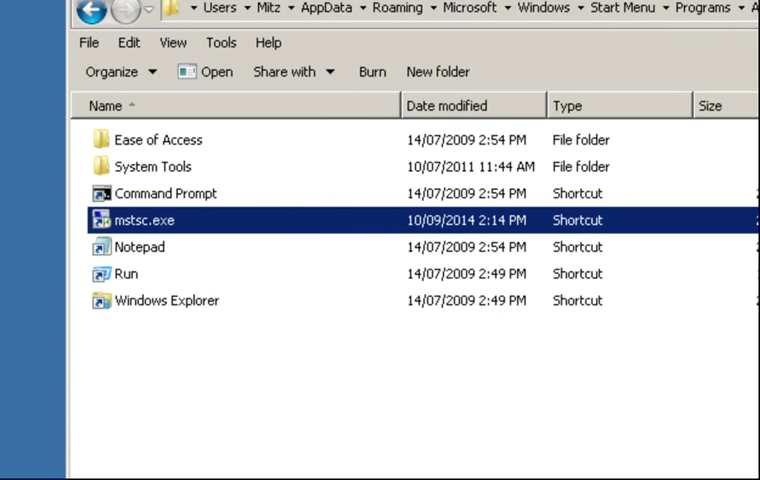 Users Mitz AppData Roaming Microsoft Windows Start Menu Programs
File Edit View Tools Help
Organize Open Share with Burn New folder
Name Date modified Type Size
Ease of Access 14/07/2009 2:54 PM File folder
System Tools 10/07/2011 11:44 AM File folder
Command Prompt 14/07/2009 2:54 PM Shortcut
mstsc.exe 10/09/2014 2:14 PM Shortcut
Notepad 14/07/2009 2:54 PM Shortcut
Run 14/07/2009 2:49 PM Shortcut
Windows Explorer 14/07/2009 2:49 PM Shortcut